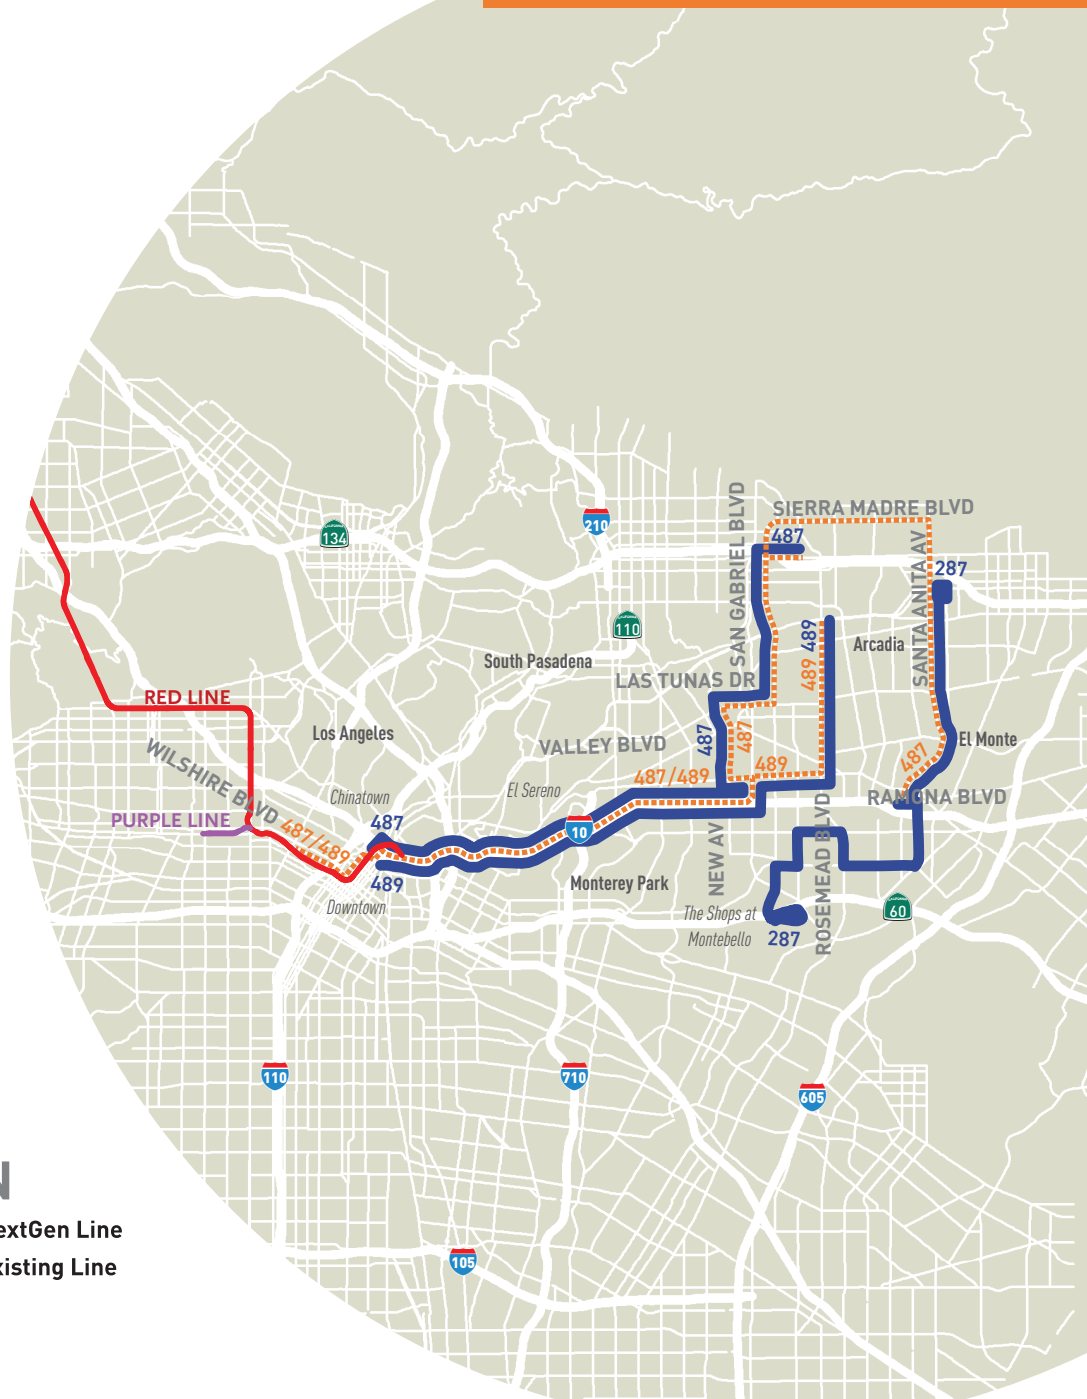 SIERRA MADRE BLVD
487
210
SAN GABRIEL BLVD
134
SANTA ANITA AV
287
110
489
Arcadia
South Pasadena
489
LAS TUNAS DR
RED LINE
Los Angeles
487
487
VALLEY BLVD
El Monte
WILSHIRE BLVD
487
489
487/489
El Sereno
Chinatown
RAMONA BLVD
PURPLE LINE
487/489
487
10
NEW AV
ROSEMEAD BLVD
489
Monterey Park
Downtown
The Shops at
Montebello
60
287
110
710
605
N
extGen Line
xisting Line
105